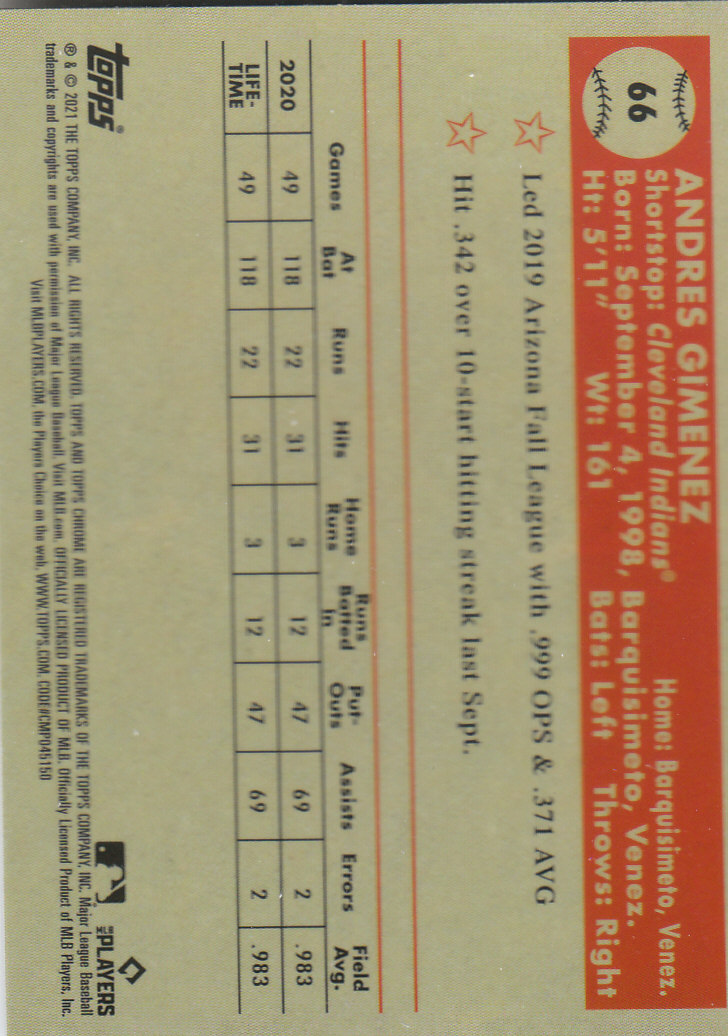 66
ANDRES GIMENEZ
Shortstop: Cleveland Indians® Home: Barquisimeto, Venez.
Born: September 4, 1998, Barquisimeto, Venez.
Ht: 5'11" Wt: 161 Bats: Left Throws: Right
Led 2019 Arizona Fall League with .999 OPS & .371 AVG
Hit .342 over 10-start hitting streak last Sept.
Games At Bat Runs Hits Home Runs Runs Batted In Put-Outs Assists Errors Field Avg.
2020 49 118 22 31 3 12 47 69 2 .983
LIFE-TIME 49 118 22 31 3 12 47 69 2 .983
topps®
MLB PLAYERS
® & © 2021 THE TOPPS COMPANY, INC. ALL RIGHTS RESERVED. TOPPS AND TOPPS CHROME ARE REGISTERED TRADEMARKS OF THE TOPPS COMPANY, INC. Major League Baseball
trademarks and copyrights are used with permission of Major League Baseball. Visit MLB.com. OFFICIALLY LICENSED PRODUCT OF MLB. Officially Licensed Product of MLB Players, Inc.
Visit MLBPLAYERS.COM, the Players Choice on the web. WWW.TOPPS.COM. CODE#CMP045150